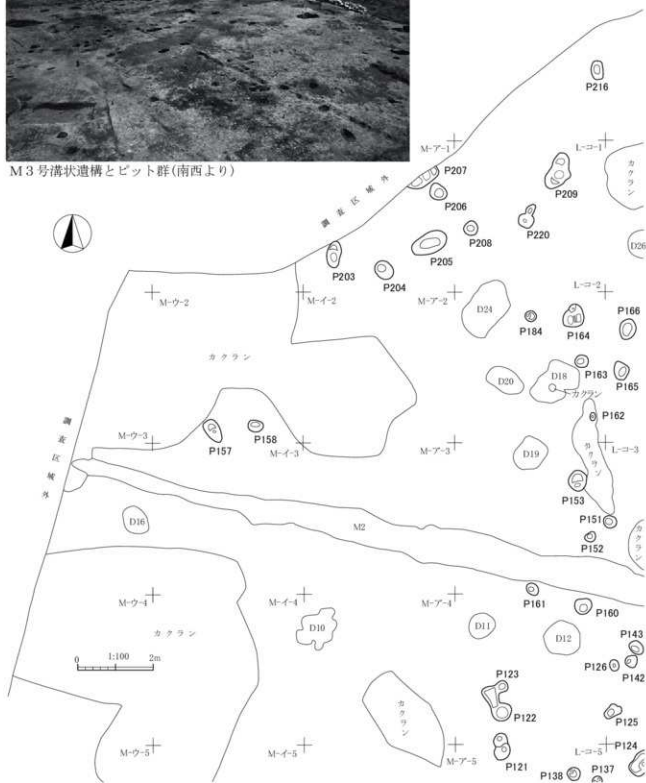 M3号溝状遺構とピット群(南西より)
P216
M-ア-1
L-コ-1
カクラン
P207
P209
調査区域外
P206
P220
P208
D26
P203
P205
P204
M-ウ-2
M-イ-2
M-ア-2
L-コ-2
D24
P184
P164
P166
カクラン
P163
D18
P165
D20
カクラン
P162
調査区域外
P157
P158
M-ウ-3
M-イ-3
M-ア-3
L-コ-3
D19
カクラン
P153
P151
カクラン
P152
D16
M2
P161
M-ウ-4
M-イ-4
M-ア-4
P160
D10
D11
D12
カクラン
P143
P126
P142
0 1:100 2m
P123
P122
P125
カクラン
M-ウ-5
M-イ-5
M-ア-5
P121
L-コ-5
P124
P138
P137